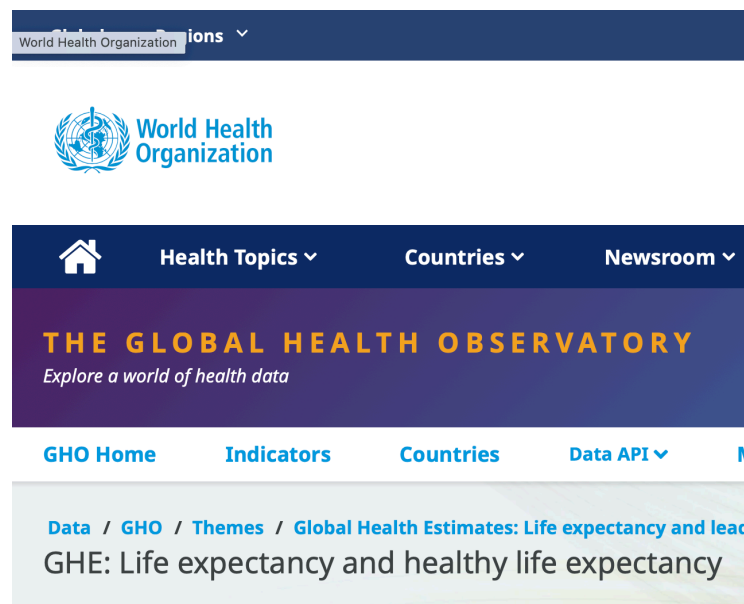 World Health Organization
ions
World Health
Organization
Health Topics
Countries
Newsroom
THE GLOBAL HEALTH OBSERVATORY
Explore a world of health data
GHO Home
Indicators
Countries
Data API
Data / GHO / Themes / Global Health Estimates: Life expectancy and lea
GHE: Life expectancy and healthy life expectancy